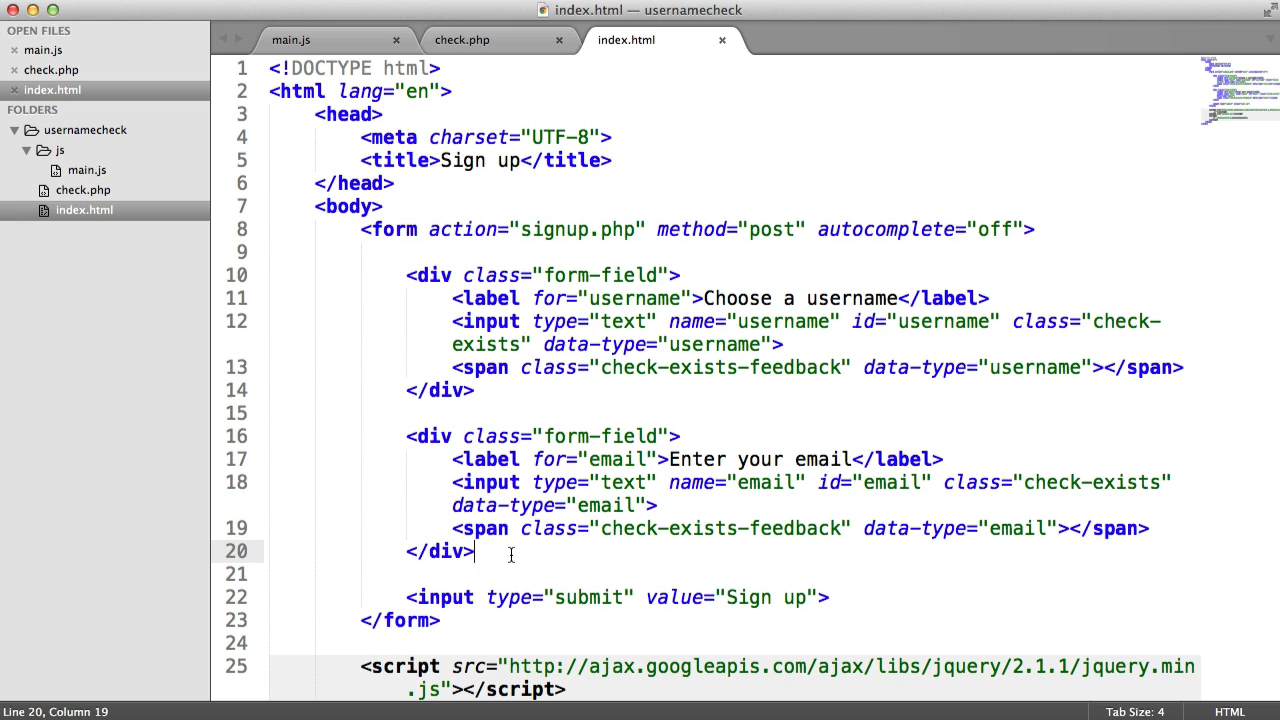 index.html — usernamecheck
OPEN FILES
main.js
check.php
index.html
FOLDERS
usernamecheck
js
main.js
check.php
index.html
main.js
check.php
index.html
1 <!DOCTYPE html>
2 <html lang="en">
3 <head>
4 <meta charset="UTF-8">
5 <title>Sign up</title>
6 </head>
7 <body>
8 <form action="signup.php" method="post" autocomplete="off">
9
10 <div class="form-field">
11 <label for="username">Choose a username</label>
12 <input type="text" name="username" id="username" class="check-
exists" data-type="username">
13 <span class="check-exists-feedback" data-type="username"></span>
14 </div>
15
16 <div class="form-field">
17 <label for="email">Enter your email</label>
18 <input type="text" name="email" id="email" class="check-exists"
data-type="email">
19 <span class="check-exists-feedback" data-type="email"></span>
20 </div>
21
22 <input type="submit" value="Sign up">
23 </form>
24
25 <script src="http://ajax.googleapis.com/ajax/libs/jquery/2.1.1/jquery.min
.js"></script>
Line 20, Column 19
Tab Size: 4
HTML